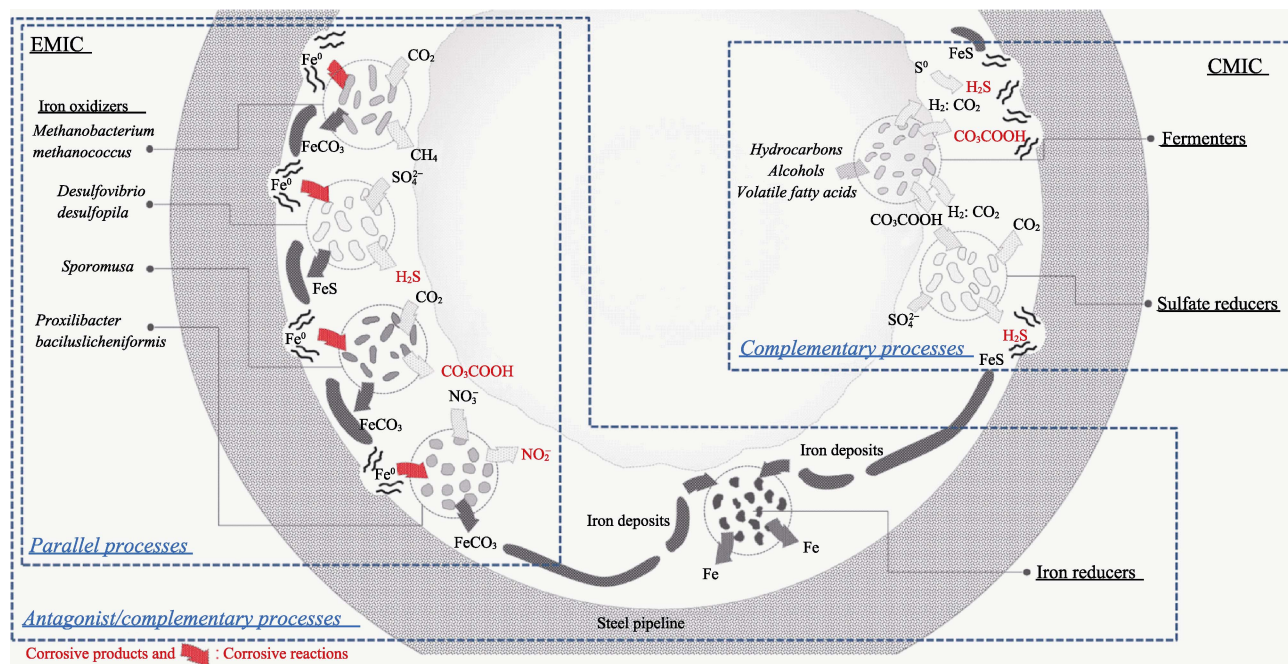 EMIC
Iron oxidizers
Methanobacterium
methanococcus
Desulfovibrio
desulfopila
Sporomusa
Proxilibacter
baciluslicheniformis
Fe⁰
CO₂
FeCO₃
CH₄
Fe⁰
SO₄²⁻
FeS
H₂S
CO₂
Fe⁰
CO₃COOH
FeCO₃
NO₃⁻
NO₂⁻
Fe⁰
FeCO₃
Parallel processes
CMIC
FeS
S⁰
H₂S
H₂: CO₂
CO₃COOH
Fermenters
Hydrocarbons
Alcohols
Volatile fatty acids
CO₃COOH
H₂: CO₂
CO₂
Sulfate reducers
SO₄²⁻
H₂S
FeS
Complementary processes
Iron deposits
Iron deposits
Fe
Fe
Iron reducers
Antagonist/complementary processes
Steel pipeline
Corrosive products and : Corrosive reactions